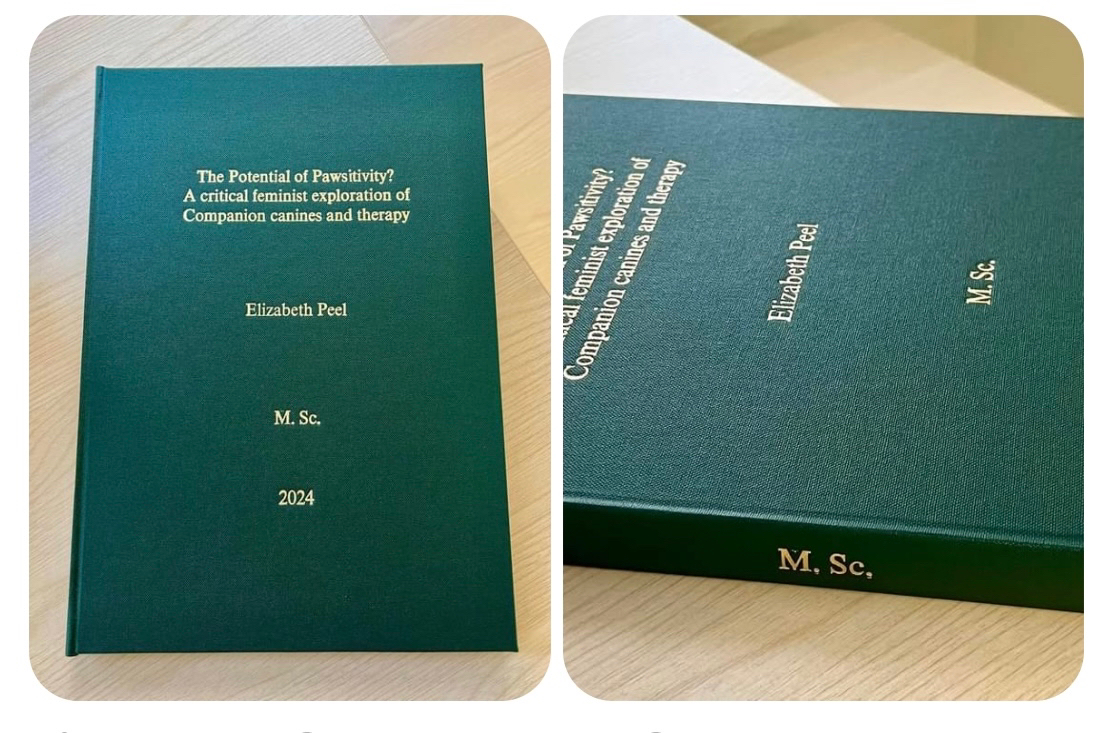 The Potential of Pawsitivity?
A critical feminist exploration of
Companion canines and therapy
Elizabeth Peel
M. Sc.
2024
of Pawsitivity?
feminist exploration of
Companion canines and therapy
Elizabeth Peel
M. Sc.
M. Sc.